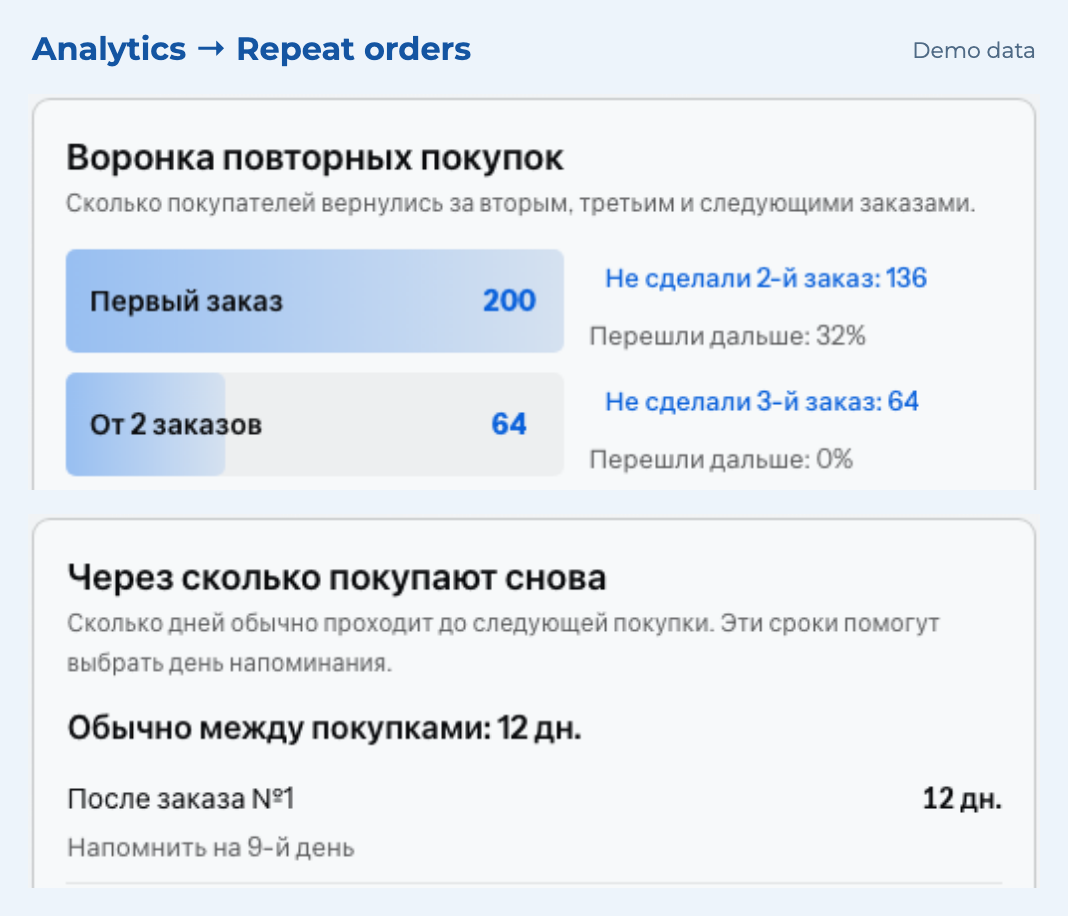 Analytics → Repeat orders
Demo data
Воронка повторных покупок
Сколько покупателей вернулись за вторым, третьим и следующими заказами.
Первый заказ 200
Не сделали 2-й заказ: 136
Перешли дальше: 32%
От 2 заказов 64
Не сделали 3-й заказ: 64
Перешли дальше: 0%
Через сколько покупают снова
Сколько дней обычно проходит до следующей покупки. Эти сроки помогут
выбрать день напоминания.
Обычно между покупками: 12 дн.
После заказа №1 12 дн.
Напомнить на 9-й день